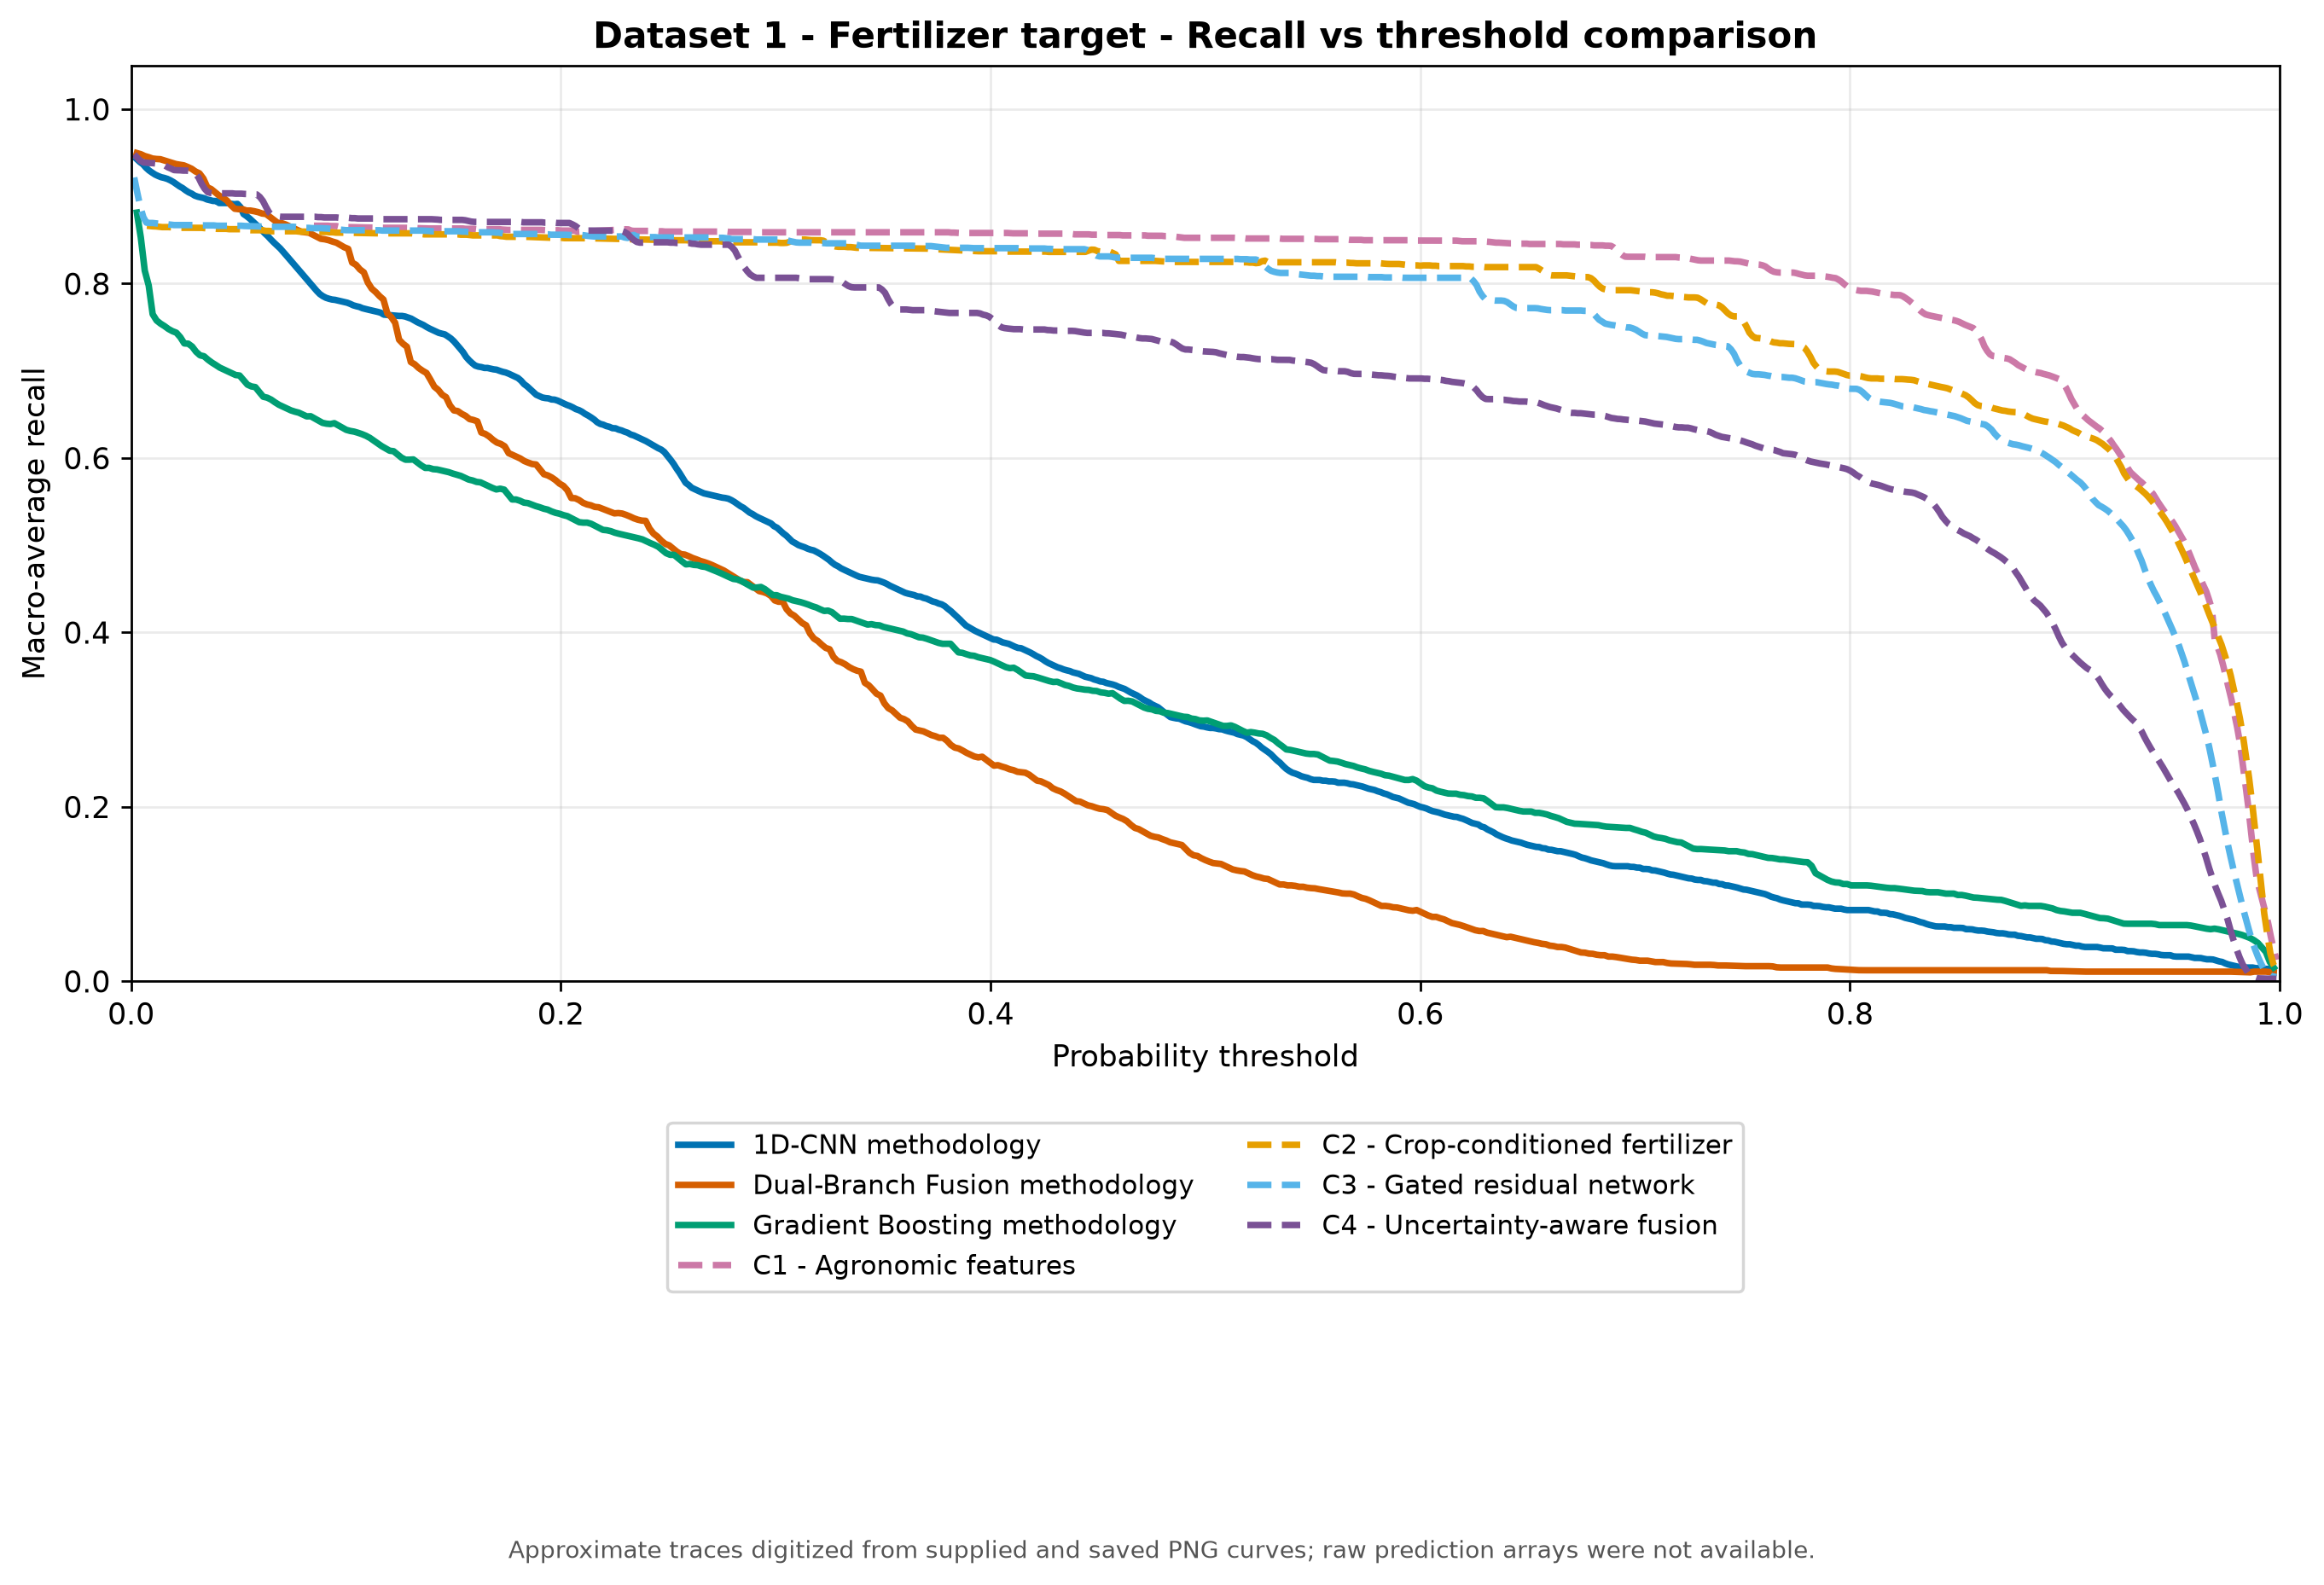 Dataset 1 - Fertilizer target - Recall vs threshold comparison
Macro-average recall
1.0
0.8
0.6
0.4
0.2
0.0
0.0 0.2 0.4 0.6 0.8 1.0
Probability threshold
1D-CNN methodology
Dual-Branch Fusion methodology
Gradient Boosting methodology
C1 - Agronomic features
C2 - Crop-conditioned fertilizer
C3 - Gated residual network
C4 - Uncertainty-aware fusion
Approximate traces digitized from supplied and saved PNG curves; raw prediction arrays were not available.